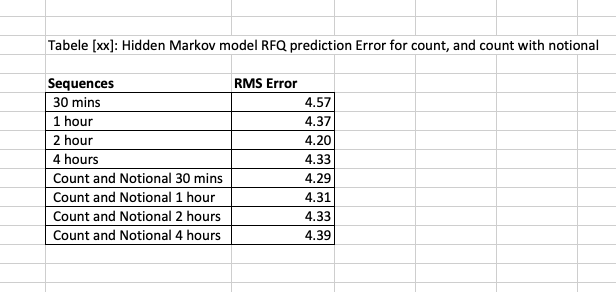 Tabele [xx]: Hidden Markov model RFQ prediction Error for count, and count with notional
Sequences RMS Error
30 mins 4.57
1 hour 4.37
2 hour 4.20
4 hours 4.33
Count and Notional 30 mins 4.29
Count and Notional 1 hour 4.31
Count and Notional 2 hours 4.33
Count and Notional 4 hours 4.39